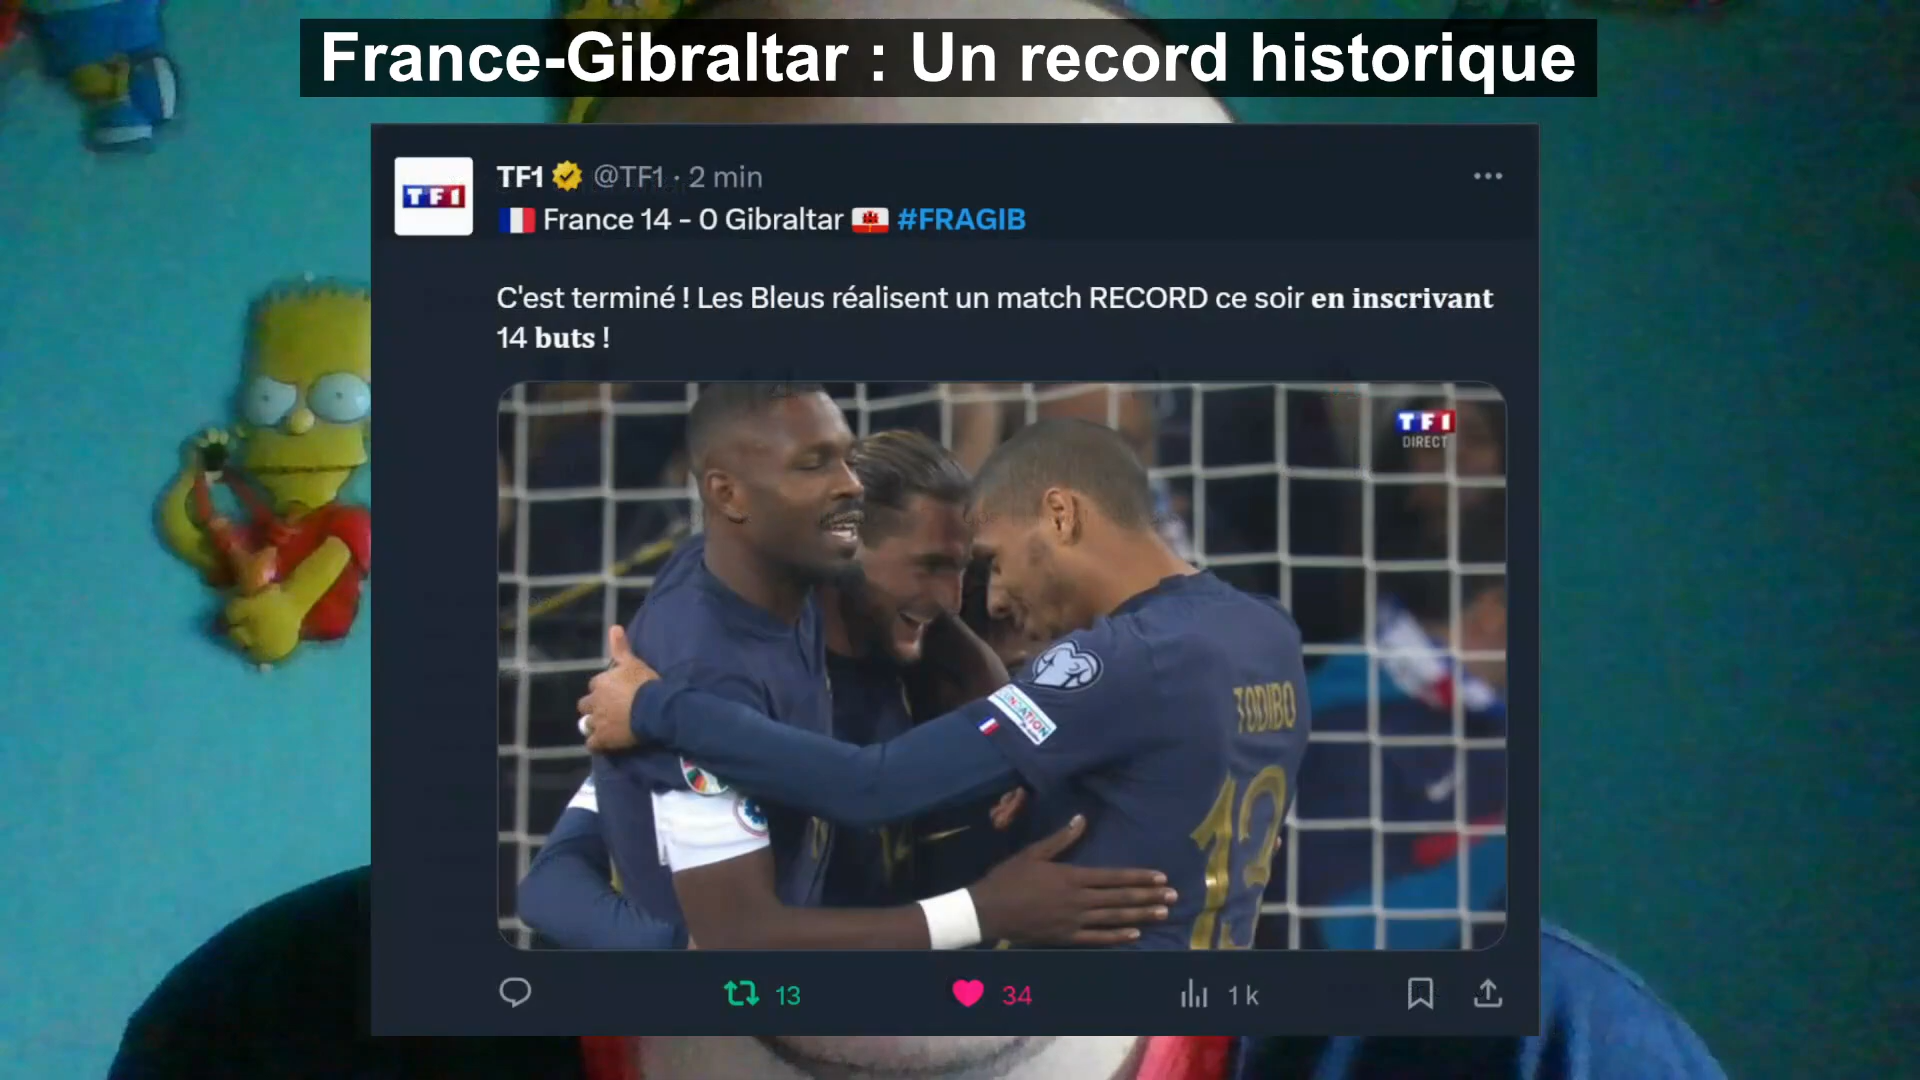 France-Gibraltar : Un record historique
TF1 @TF1 · 2 min
TF1
France 14 - 0 Gibraltar #FRAGIB
C'est terminé ! Les Bleus réalisent un match RECORD ce soir en inscrivant
14 buts !
TF1
DIRECT
TODIBO
13
13 34 1 k